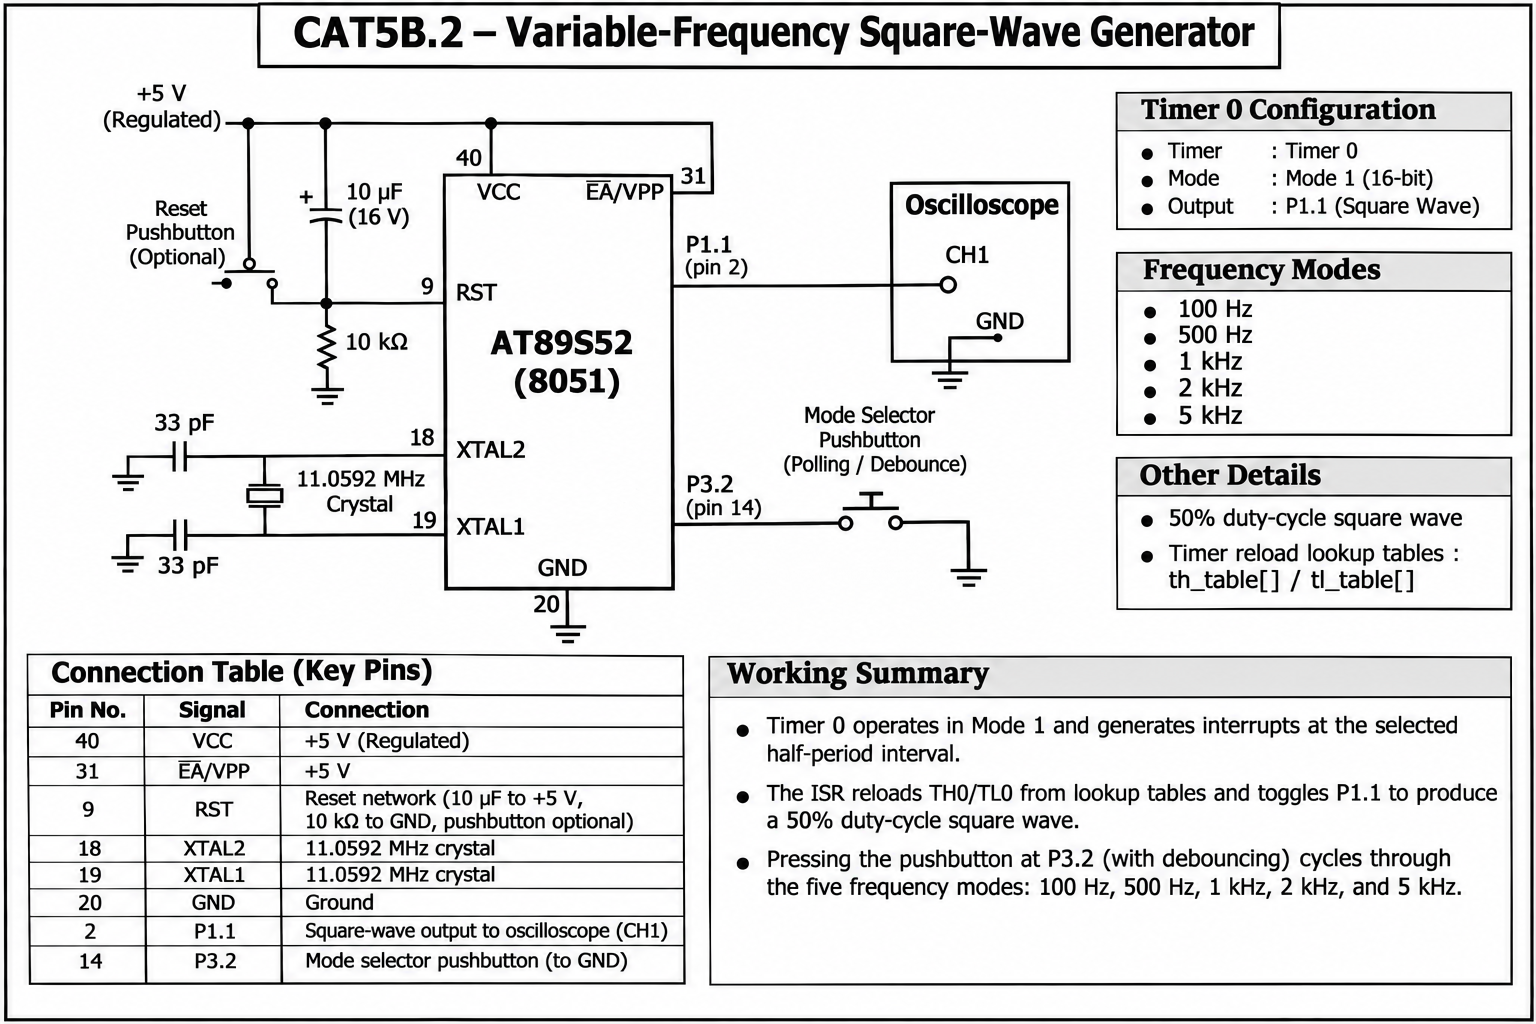 CAT5B.2 – Variable-Frequency Square-Wave Generator
+5 V
(Regulated)
Reset
Pushbutton
(Optional)
+
10 µF
(16 V)
10 kΩ
40
VCC
EA/VPP
31
9
RST
AT89S52
(8051)
18
XTAL2
19
XTAL1
GND
20
33 pF
11.0592 MHz
Crystal
33 pF
P1.1
(pin 2)
Oscilloscope
CH1
GND
Mode Selector
Pushbutton
(Polling / Debounce)
P3.2
(pin 14)
Timer 0 Configuration
● Timer : Timer 0
● Mode : Mode 1 (16-bit)
● Output : P1.1 (Square Wave)
Frequency Modes
● 100 Hz
● 500 Hz
● 1 kHz
● 2 kHz
● 5 kHz
Other Details
● 50% duty-cycle square wave
● Timer reload lookup tables :
th_table[] / tl_table[]
Connection Table (Key Pins)
Pin No. Signal Connection
40 VCC +5 V (Regulated)
31 EA/VPP +5 V
9 RST Reset network (10 µF to +5 V,
10 kΩ to GND, pushbutton optional)
18 XTAL2 11.0592 MHz crystal
19 XTAL1 11.0592 MHz crystal
20 GND Ground
2 P1.1 Square-wave output to oscilloscope (CH1)
14 P3.2 Mode selector pushbutton (to GND)
Working Summary
● Timer 0 operates in Mode 1 and generates interrupts at the selected
half-period interval.
● The ISR reloads TH0/TL0 from lookup tables and toggles P1.1 to produce
a 50% duty-cycle square wave.
● Pressing the pushbutton at P3.2 (with debouncing) cycles through
the five frequency modes: 100 Hz, 500 Hz, 1 kHz, 2 kHz, and 5 kHz.